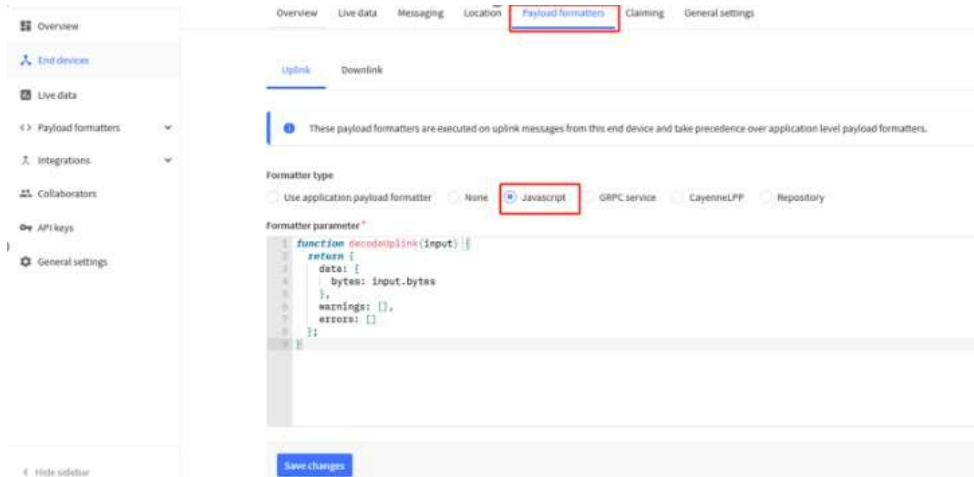 Overview Live data Messaging Location Payload formatters Claiming General settings
Overview
End devices
Live data
Payload formatters
Integrations
Collaborators
API keys
General settings
Hide sidebar
Uplink Downlink
These payload formatters are executed on uplink messages from this end device and take precedence over application level payload formatters.
Formatter type
Use application payload formatter None Javascript GRPC service CayenneLPP Repository
Formatter parameter*
1 function decodeUplink(input) {
2 return {
3 data: {
4 bytes: input.bytes
5 },
6 warnings: [],
7 errors: []
8 };
9 }
Save changes